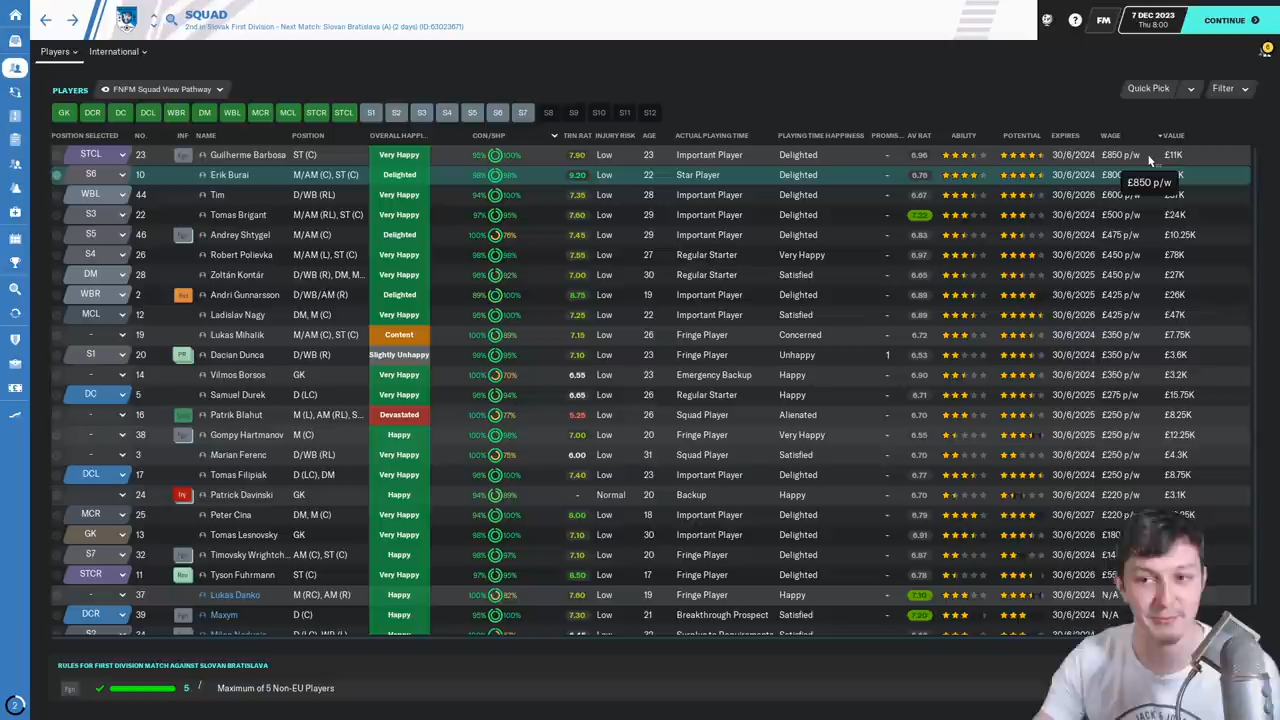 SQUAD
2nd in Slovak First Division - Next Match: Slovan Bratislava (A) (2 days) (ID:63023671)
7 DEC 2023
Thu 8:00
CONTINUE
Players International
PLAYERS FNFM Squad View Pathway Quick Pick Filter
GK DCR DC DCL WBR DM WBL MCR MCL STCR STCL S1 S2 S3 S4 S5 S6 S7 S8 S9 S10 S11 S12
POSITION SELECTED NO. INF NAME POSITION OVERALL HAPPI... CON/SHP TRN RAT INJURY RISK AGE ACTUAL PLAYING TIME PLAYING TIME HAPPINESS PROMIS... AV RAT ABILITY POTENTIAL EXPIRES WAGE VALUE
STCL 23 Fgn Guilherme Barbosa ST (C) Very Happy 95% 100% 7.90 Low 23 Important Player Delighted - 6.96 30/6/2024 £850 p/w £11K
S6 10 Erik Burai M/AM (C), ST (C) Delighted 98% 98% 9.20 Low 22 Star Player Delighted - 6.76 30/6/2024
£850 p/w
WBL 44 Tim D/WB (RL) Very Happy 94% 100% 7.35 Low 28 Important Player Delighted - 30/6/2024
S3 22 Tomas Brigant M/AM (RL), ST (C) Very Happy 97% 95% 7.60 Low 29 Important Player Delighted - 30/6/2024 £500 p/w £24K
S5 46 Fgn Andrey Shtygel M/AM (C) Delighted 100% 76% 7.45 Low 29 Important Player Delighted - 6.83 30/6/2024 £475 p/w £10.25K
S4 26 Robert Polievka M/AM (L), ST (C) Very Happy 98% 98% 7.55 Low 27 Regular Starter Very Happy - 6.97 30/6/2026 £450 p/w £78K
DM 28 Zoltán Kontár D/WB (R), DM, M... Very Happy 96% 82% 7.00 Low 30 Regular Starter Satisfied - 6.65 30/6/2024 £450 p/w £27K
WBR 2 Andri Gunnarsson D/WB/AM (R) Delighted 89% 100% 8.75 Low 19 Important Player Delighted - 6.89 30/6/2025 £425 p/w £26K
MCL 12 Ladislav Nagy DM, M (C) Very Happy 96% 100% 7.25 Low 22 Important Player Satisfied - 6.89 30/6/2024 £425 p/w £47K
- 19 Lukas Mihalik M/AM (C), ST (C) Content 100% 89% 7.15 Low 26 Fringe Player Concerned - 6.72 30/6/2024 £350 p/w £7.75K
S1 20 PR Dacian Dunca D/WB (R) Slightly Unhappy 99% 95% 7.10 Low 23 Fringe Player Unhappy 1 6.53 30/6/2024 £350 p/w £3.6K
- 14 Vilmos Borsos GK Very Happy 100% 70% 6.55 Low 23 Emergency Backup Happy - 6.90 30/6/2024 £350 p/w £3.2K
DC 5 Samuel Durek D (LC) Very Happy 96% 94% 6.65 Low 26 Regular Starter Happy - 6.71 30/6/2025 £275 p/w £15.75K
- 16 Patrik Blahut M (L), AM (RL), S... Devastated 100% 77% 5.25 Low 26 Squad Player Alienated - 6.70 30/6/2024 £250 p/w £8.25K
- 38 Fgn Gompy Hartmanov M (C) Happy 100% 98% 7.00 Low 20 Fringe Player Very Happy - 6.55 30/6/2025 £250 p/w £12.25K
- 3 Marian Ferenc D/WB (RL) Very Happy 100% 75% 6.00 Low 31 Squad Player Satisfied - 6.70 30/6/2024 £250 p/w £4.3K
DCL 17 Tomas Filipiak D (LC), DM Very Happy 96% 100% 7.40 Low 23 Important Player Delighted - 6.77 30/6/2024 £250 p/w £8.75K
- 24 Inj Patrick Davinski GK Happy 94% 89% - Normal 20 Backup Happy - 6.70 30/6/2024 £220 p/w £3.1K
MCR 25 Peter Cina DM, M (C) Very Happy 94% 100% 8.00 Low 18 Important Player Delighted - 6.79 30/6/2027 £220 p/w
GK 13 Tomas Lesnovsky GK Very Happy 98% 100% 7.10 Low 30 Important Player Delighted - 6.91 30/6/2026 £180
S7 32 Fgn Timovsky Wrightch... AM (C), ST (C) Happy 98% 97% 7.10 Low 20 Fringe Player Delighted - 6.87 30/6/2024
STCR 11 Rsv Tyson Fuhrmann ST (C) Very Happy 97% 95% 8.50 Low 17 Fringe Player Delighted - 6.78 30/6/2026
- 37 Lukas Danko M (RC), AM (R) Happy 100% 82% 7.60 Low 19 Fringe Player Happy - 7.10 30/6/2024 N/A
DCR 39 Fgn Maxym D (C) Happy 95% 100% 7.30 Low 21 Breakthrough Prospect Satisfied - 7.20 30/6/2024 N/A
RULES FOR FIRST DIVISION MATCH AGAINST SLOVAN BRATISLAVA
Fgn 5 / Maximum of 5 Non-EU Players
2